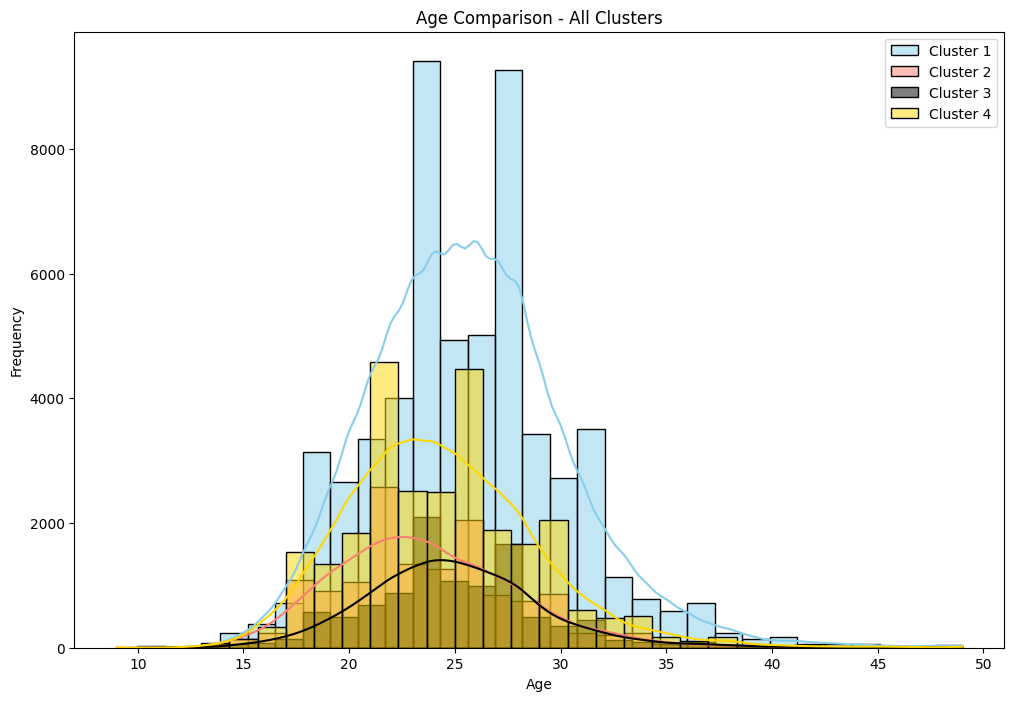 Age Comparison - All Clusters
Cluster 1
Cluster 2
Cluster 3
Cluster 4
Frequency
8000
6000
4000
2000
0
10 15 20 25 30 35 40 45 50
Age